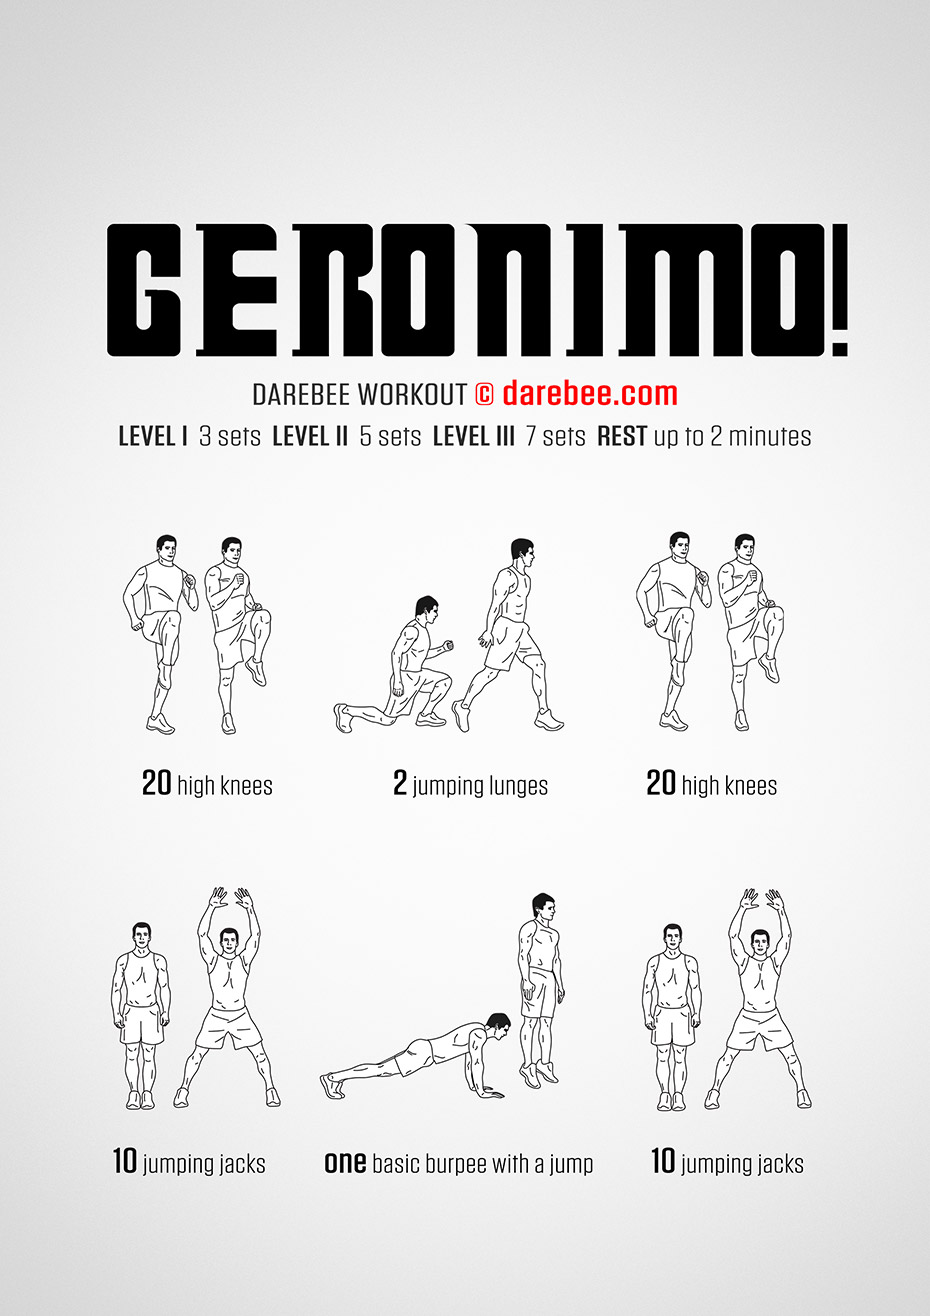 GERONIMO!
DAREBEE WORKOUT © darebee.com
LEVEL I 3 sets LEVEL II 5 sets LEVEL III 7 sets REST up to 2 minutes
20 high knees
2 jumping lunges
20 high knees
10 jumping jacks
one basic burpee with a jump
10 jumping jacks